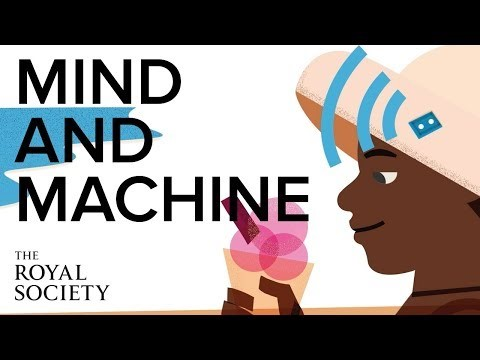 MIND
AND
MACHINE
THE
ROYAL
SOCIETY